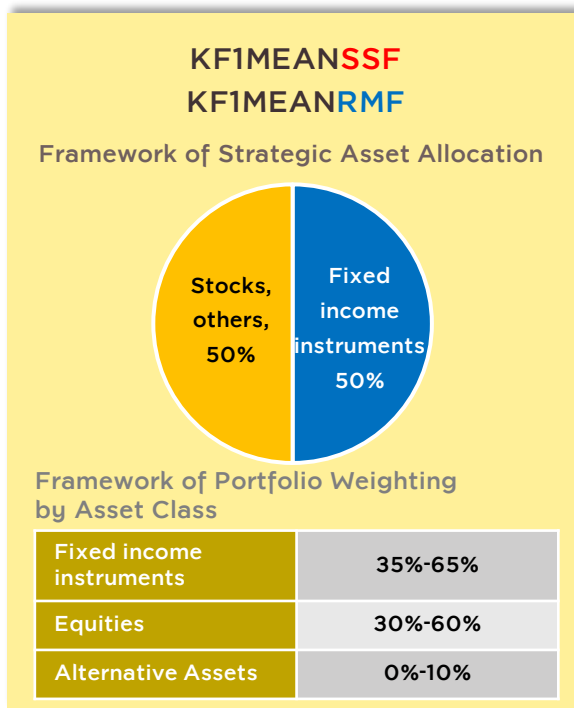 KF1MEANSSF
KF1MEANRMF
Framework of Strategic Asset Allocation
Stocks,
others,
50%
Fixed
income
instruments
50%
Framework of Portfolio Weighting
by Asset Class
Fixed income
instruments
35%-65%
Equities
30%-60%
Alternative Assets
0%-10%